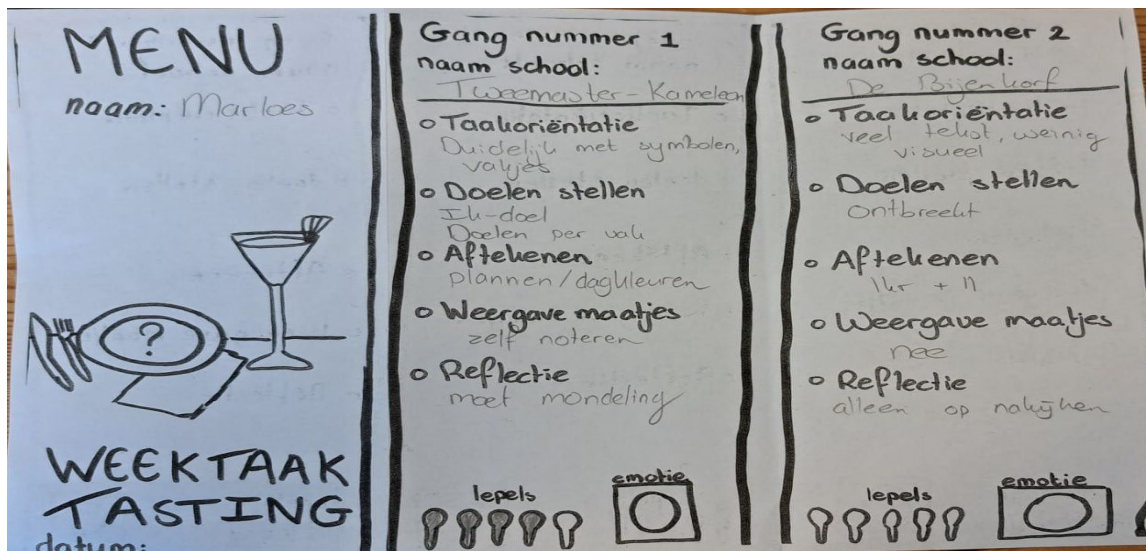 MENU
naam: Marloes
WEEKTAAK
TASTING
datum:
Gang nummer 1
naam school:
Tweemaster-Kameleon
Taakoriëntatie
Duidelijk met symbolen,
vakjes
Doelen stellen
Ik-doel
Doelen per vak
Aftekenen
plannen/dagkleuren
Weergave maatjes
zelf noteren
Reflectie
moet mondeling
lepels
emotie
Gang nummer 2
naam school:
De Bijenkorf
Taakoriëntatie
veel tekst, weinig
visueel
Doelen stellen
ontbreekt
Aftekenen
1kr + N
Weergave maatjes
nee
Reflectie
alleen op nakijken
lepels
emotie